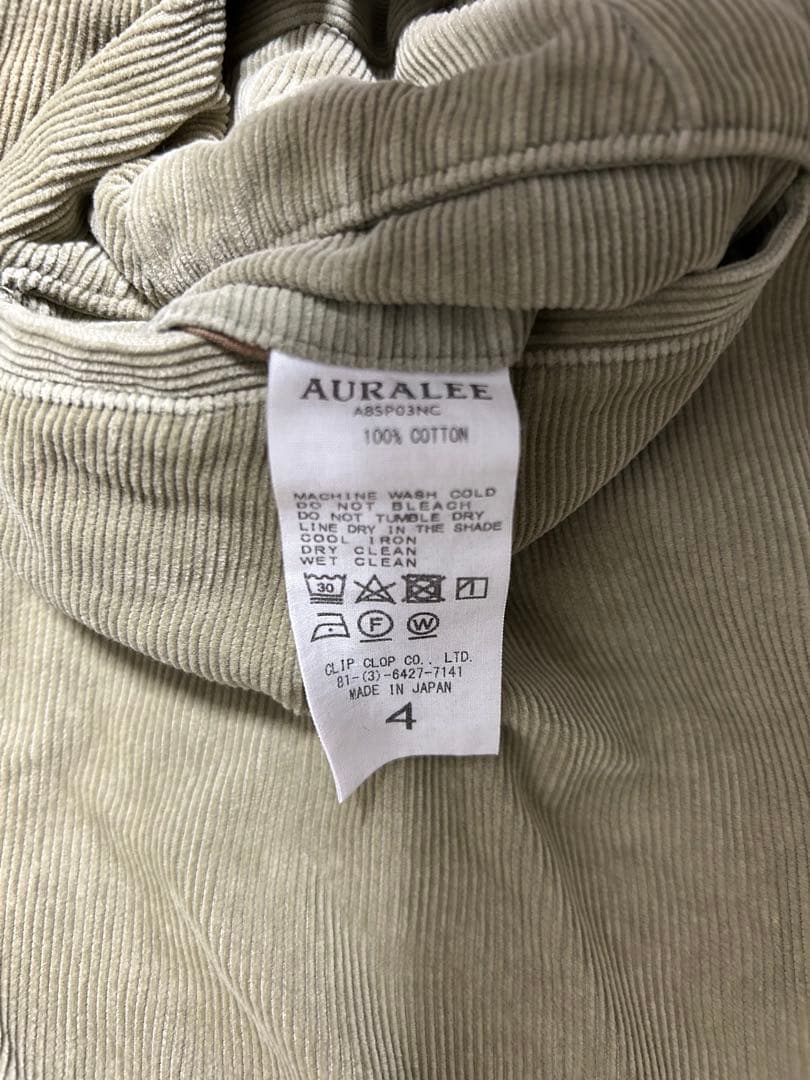 AURALEE
A8SP03NC
100% COTTON
MACHINE WASH COLD
DO NOT BLEACH
DO NOT TUMBLE DRY
LINE DRY IN THE SHADE
COOL IRON
DRY CLEAN
WET CLEAN
30
F W
CLIP CLOP CO., LTD.
81-(3)-6427-7141
MADE IN JAPAN
4